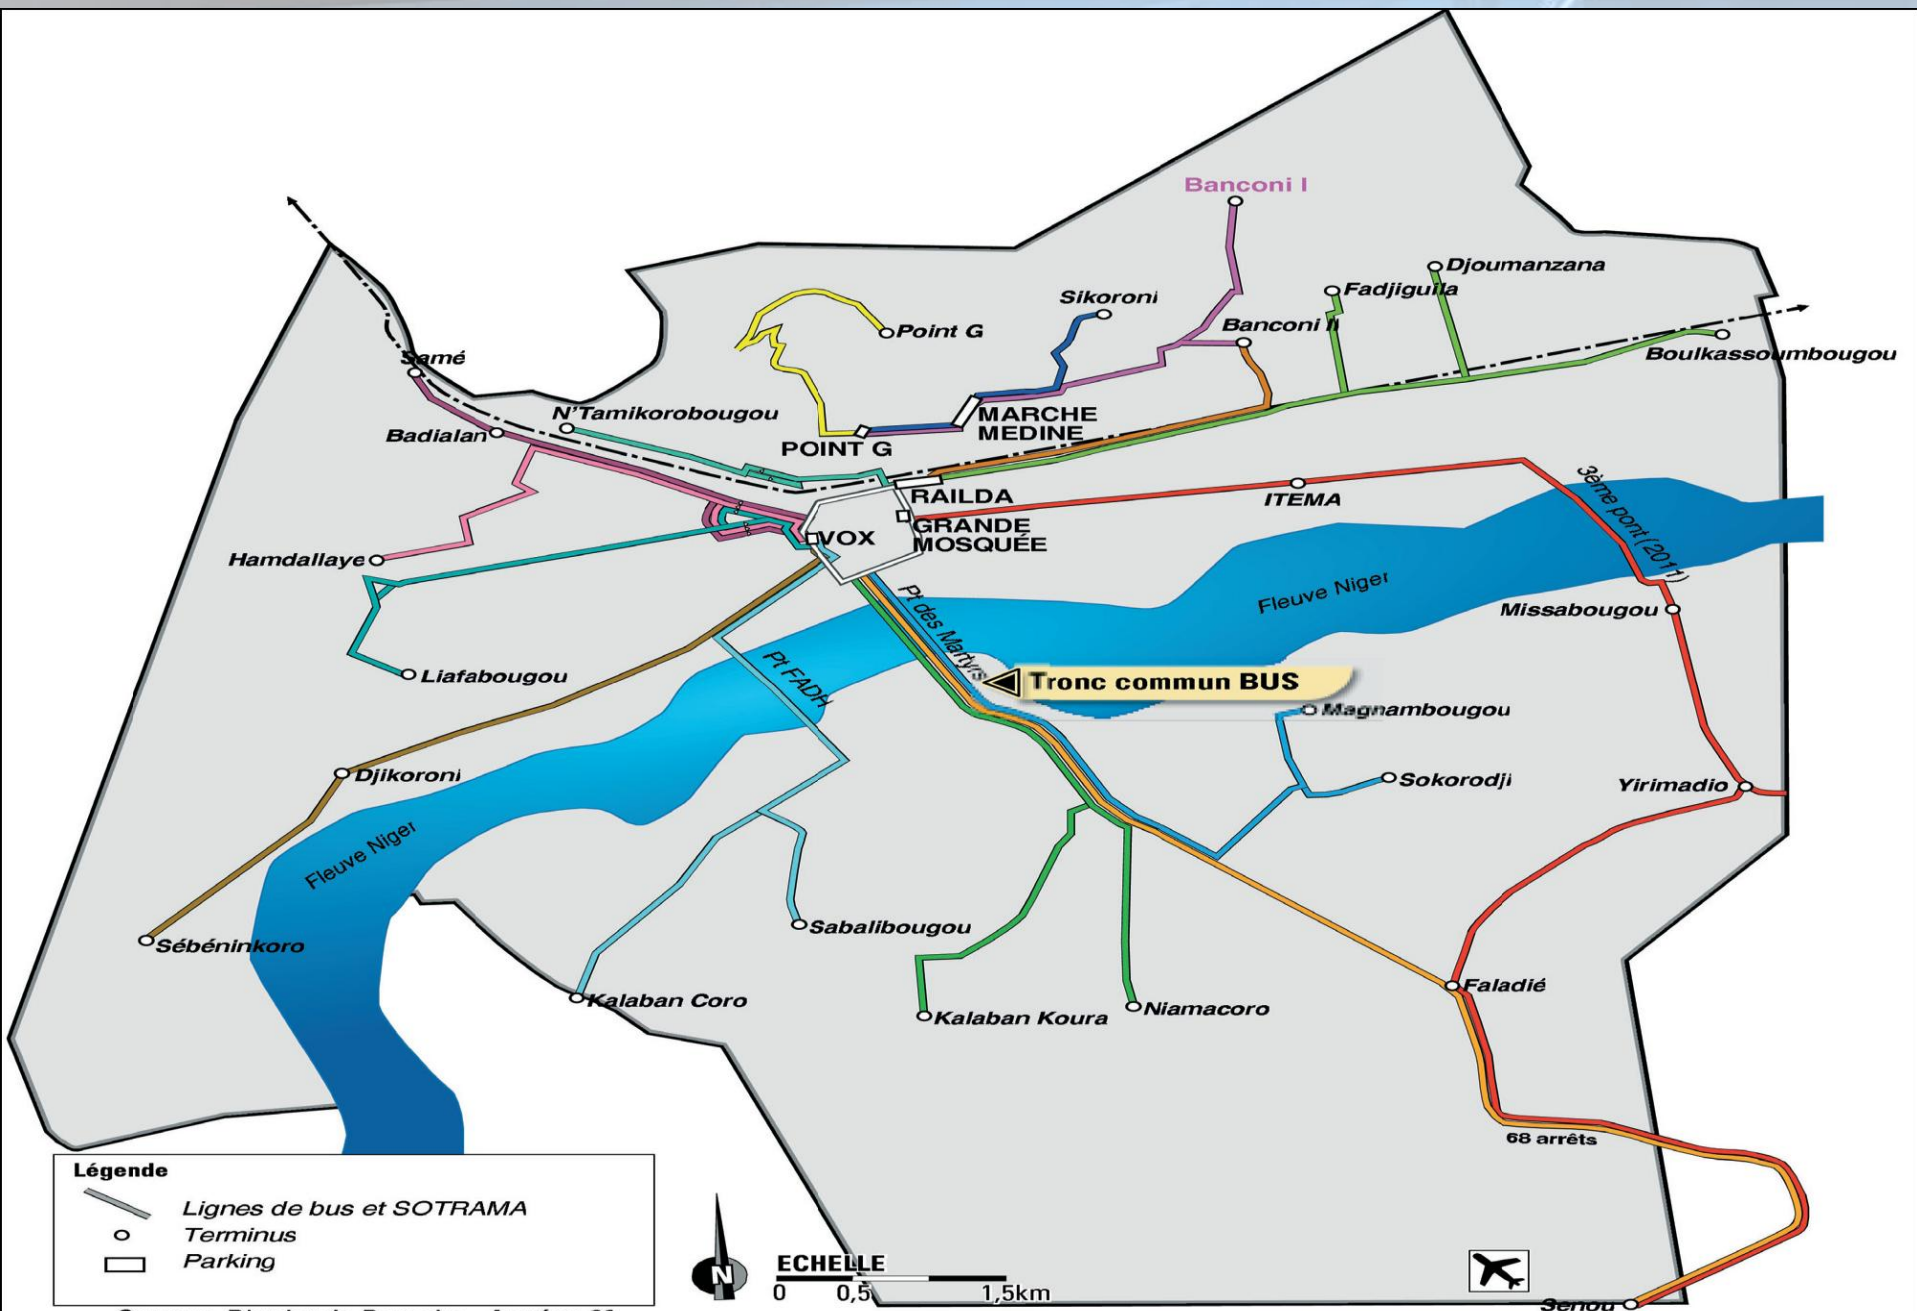 Banconi I
Djoumanzana
Fadjiguila
Sikoroni
Banconi II
Point G
Boulkassoumbougou
Samé
N'Tamikorobougou
MARCHE
MEDINE
Badialan
POINT G
RAILDA
ITEMA
3ème pont (2011)
GRANDE
MOSQUÉE
VOX
Hamdallaye
Fleuve Niger
Pt des Martyrs
Missabougou
Liafabougou
Pt FADH
Tronc commun BUS
Magnambougou
Djikoroni
Sokorodji
Yirimadio
Fleuve Niger
Sabalibougou
Sébéninkoro
Faladié
Kalaban Coro
Kalaban Koura
Niamacoro
68 arrêts
Légende
Lignes de bus et SOTRAMA
Terminus
Parking
N
ECHELLE
0 0,5 1,5km
Senou